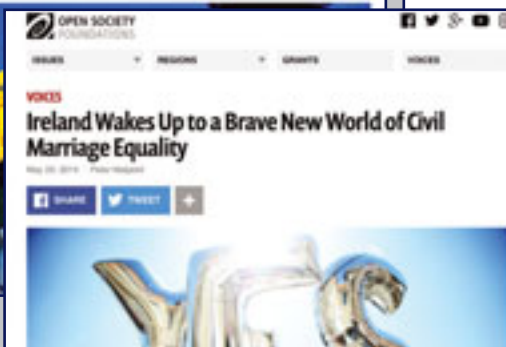 OPEN SOCIETY
FOUNDATIONS
ISSUES REGIONS GRANTS VOICES
VOICES
Ireland Wakes Up to a Brave New World of Civil
Marriage Equality
SHARE TWEET +
YES